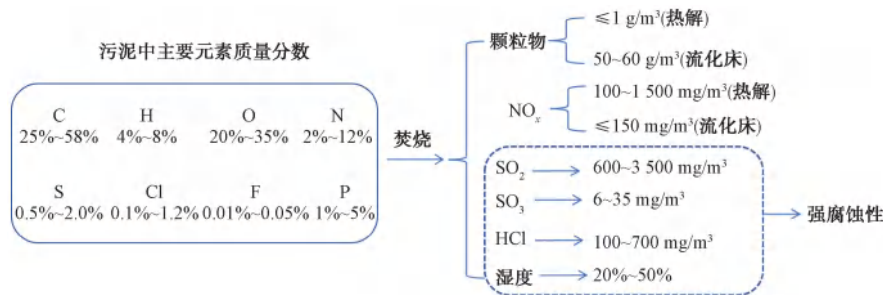 污泥中主要元素质量分数
C H O N
25%~58% 4%~8% 20%~35% 2%~12%
S Cl F P
0.5%~2.0% 0.1%~1.2% 0.01%~0.05% 1%~5%
焚烧
颗粒物
≤1 g/m³(热解)
50~60 g/m³(流化床)
NOₓ
100~1 500 mg/m³(热解)
≤150 mg/m³(流化床)
SO₂ 600~3 500 mg/m³
SO₃ 6~35 mg/m³
HCl 100~700 mg/m³
湿度 20%~50%
强腐蚀性